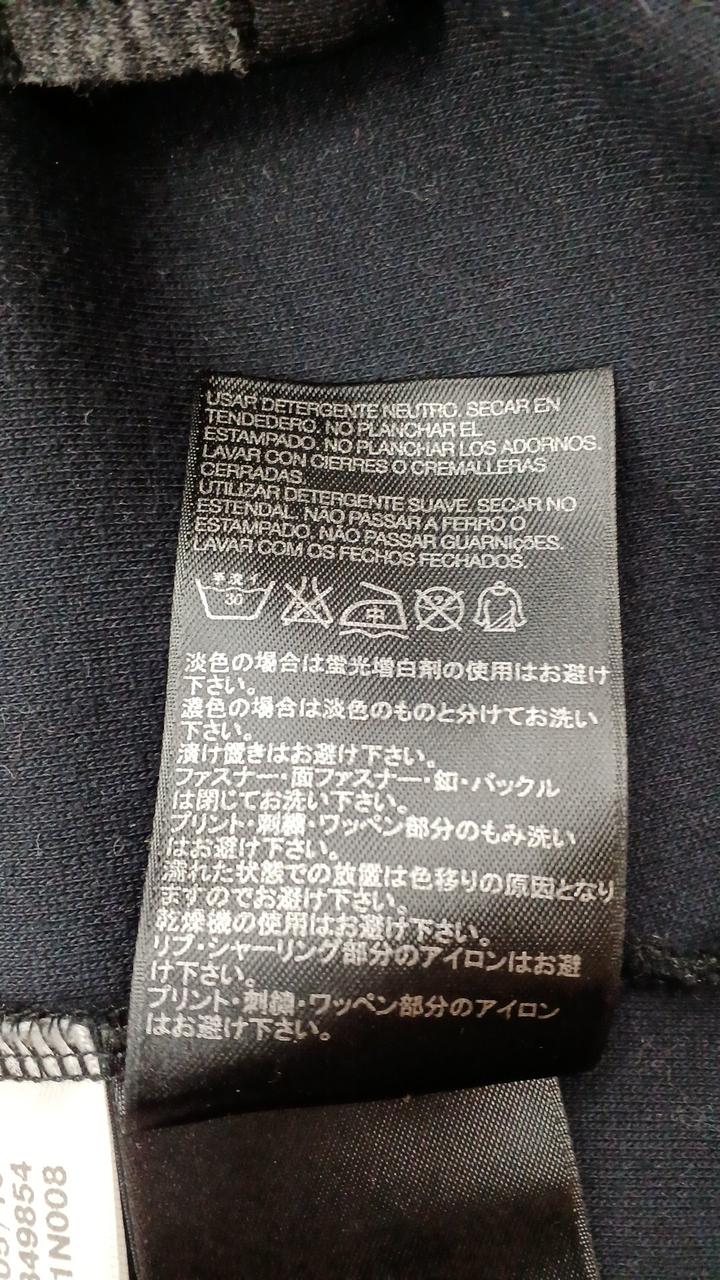 USAR DETERGENTE NEUTRO. SECAR EN
TENDEDERO. NO PLANCHAR EL
ESTAMPADO. NO PLANCHAR LOS ADORNOS.
LAVAR CON CIERRES O CREMALLERAS
CERRADAS.
UTILIZAR DETERGENTE SUAVE. SECAR NO
ESTENDAL. NÃO PASSAR A FERRO O
ESTAMPADO. NÃO PASSAR GUARNIÇõES.
LAVAR COM OS FECHOS FECHADOS.
手洗イ
30
中
淡色の場合は蛍光増白剤の使用はお避け
下さい。
濃色の場合は淡色のものと分けてお洗い
下さい。
漬け置きはお避け下さい。
ファスナー・面ファスナー・釦・バックル
は閉じてお洗い下さい。
プリント・刺繍・ワッペン部分のもみ洗い
はお避け下さい。
濡れた状態での放置は色移りの原因となり
ますのでお避け下さい。
乾燥機の使用はお避け下さい。
リブ・シャーリング部分のアイロンはお避
け下さい。
プリント・刺繍・ワッペン部分のアイロン
はお避け下さい。
349854
1N008